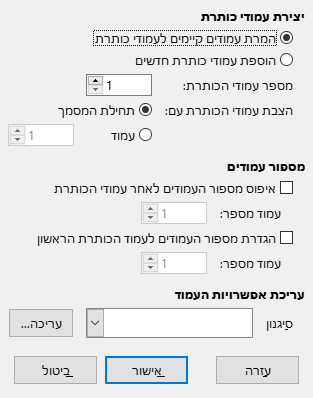 יצירת עמודי כותרת
המרת עמודים קיימים לעמודי כותרת
הוספת עמודי כותרת חדשים
מספר עמודי הכותרת: 1
הצבת עמודי הכותרת עם: תחילת המסמך
עמוד 1
מספור עמודים
איפוס מספור העמודים לאחר עמודי הכותרת
עמוד מספר: 1
הגדרת מספור העמודים לעמוד הכותרת הראשון
עמוד מספר: 1
עריכת אפשרויות העמוד
סיגנון עריכה...
עזרה אישור ביטול